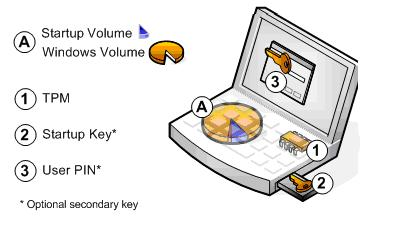 A Startup Volume
Windows Volume
1 TPM
2 Startup Key*
3 User PIN*
* Optional secondary key
3
A
1
2